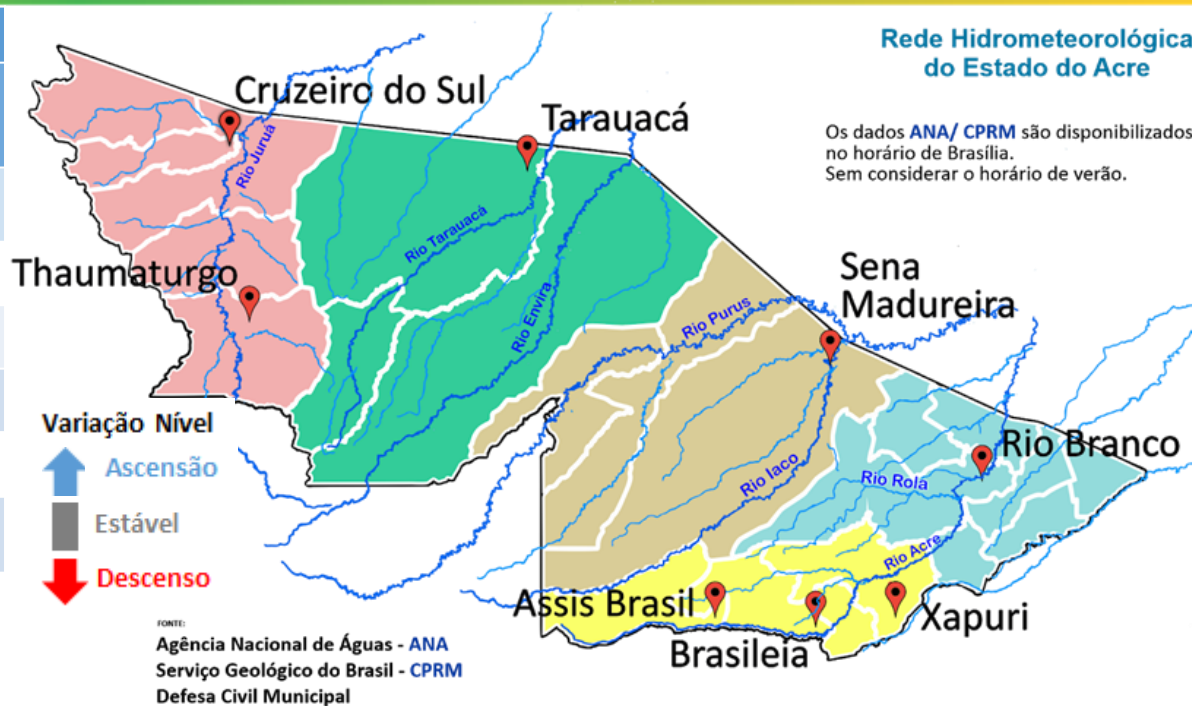 Rede Hidrometeorológica
do Estado do Acre
Os dados ANA/ CPRM são disponibilizados
no horário de Brasília.
Sem considerar o horário de verão.
Cruzeiro do Sul
Tarauacá
Rio Juruá
Rio Tarauacá
Thaumaturgo
Rio Envira
Sena
Madureira
Rio Purus
Variação Nível
Ascensão
Estável
Descenso
Rio Branco
Rio Iaco
Rio Rolá
Rio Acre
Assis Brasil
Xapuri
Brasileia
FONTE:
Agência Nacional de Águas - ANA
Serviço Geológico do Brasil - CPRM
Defesa Civil Municipal